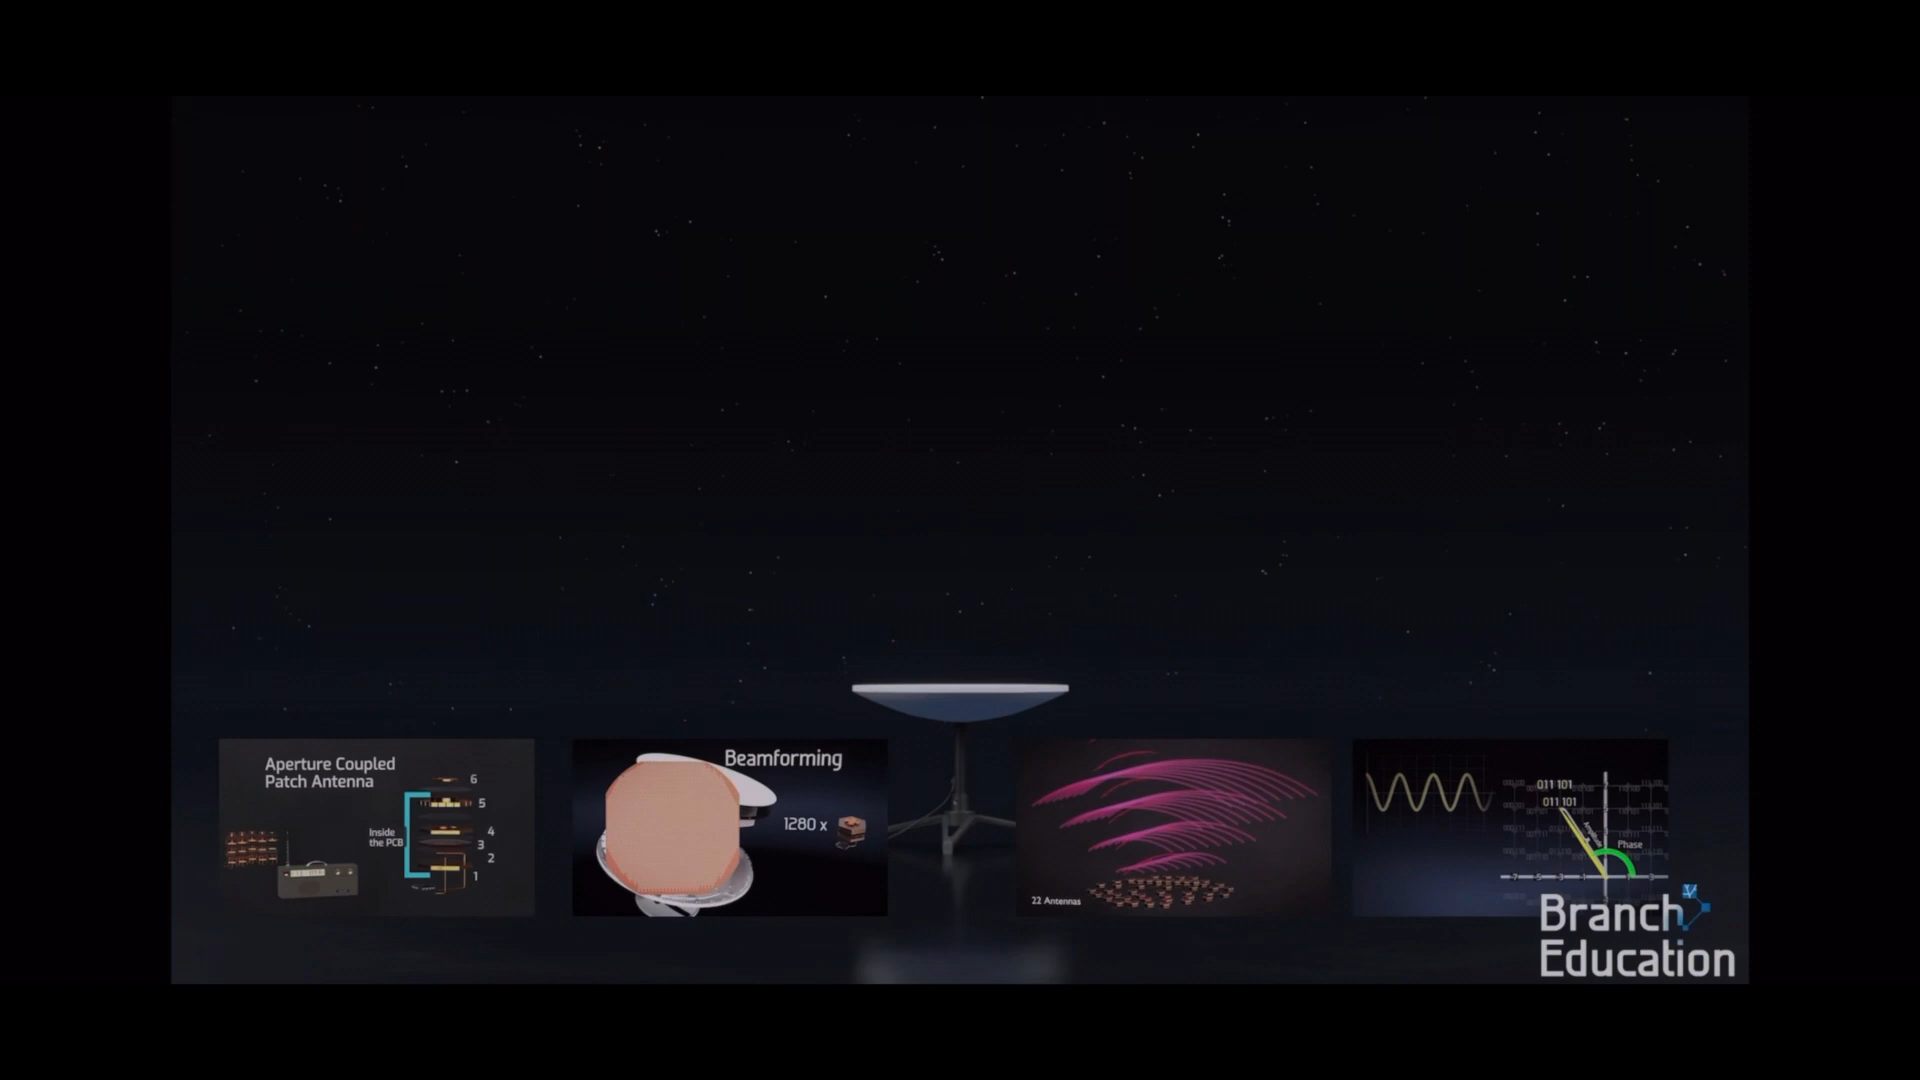 Aperture Coupled
Patch Antenna
6
5
Inside
the PCB
4
3
2
1
Beamforming
1280 x
22 Antennas
011 101
011 101
Phase
Branch
Education